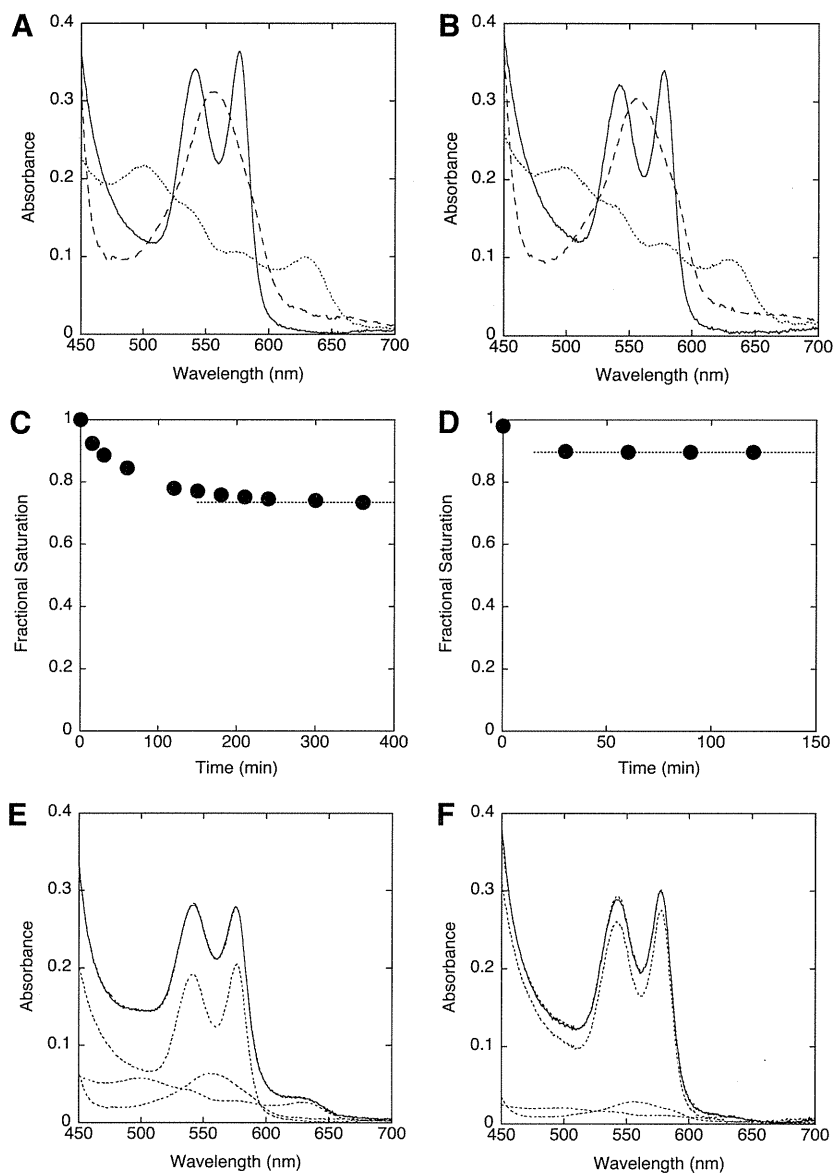 A
0.4
0.3
0.2
0.1
0
Absorbance
450 500 550 600 650 700
Wavelength (nm)
B
0.4
0.3
0.2
0.1
0
Absorbance
450 500 550 600 650 700
Wavelength (nm)
C
1
0.8
0.6
0.4
0.2
0
Fractional Saturation
0 100 200 300 400
Time (min)
D
1
0.8
0.6
0.4
0.2
0
Fractional Saturation
0 50 100 150
Time (min)
E
0.4
0.3
0.2
0.1
0
Absorbance
450 500 550 600 650 700
Wavelength (nm)
F
0.4
0.3
0.2
0.1
0
Absorbance
450 500 550 600 650 700
Wavelength (nm)